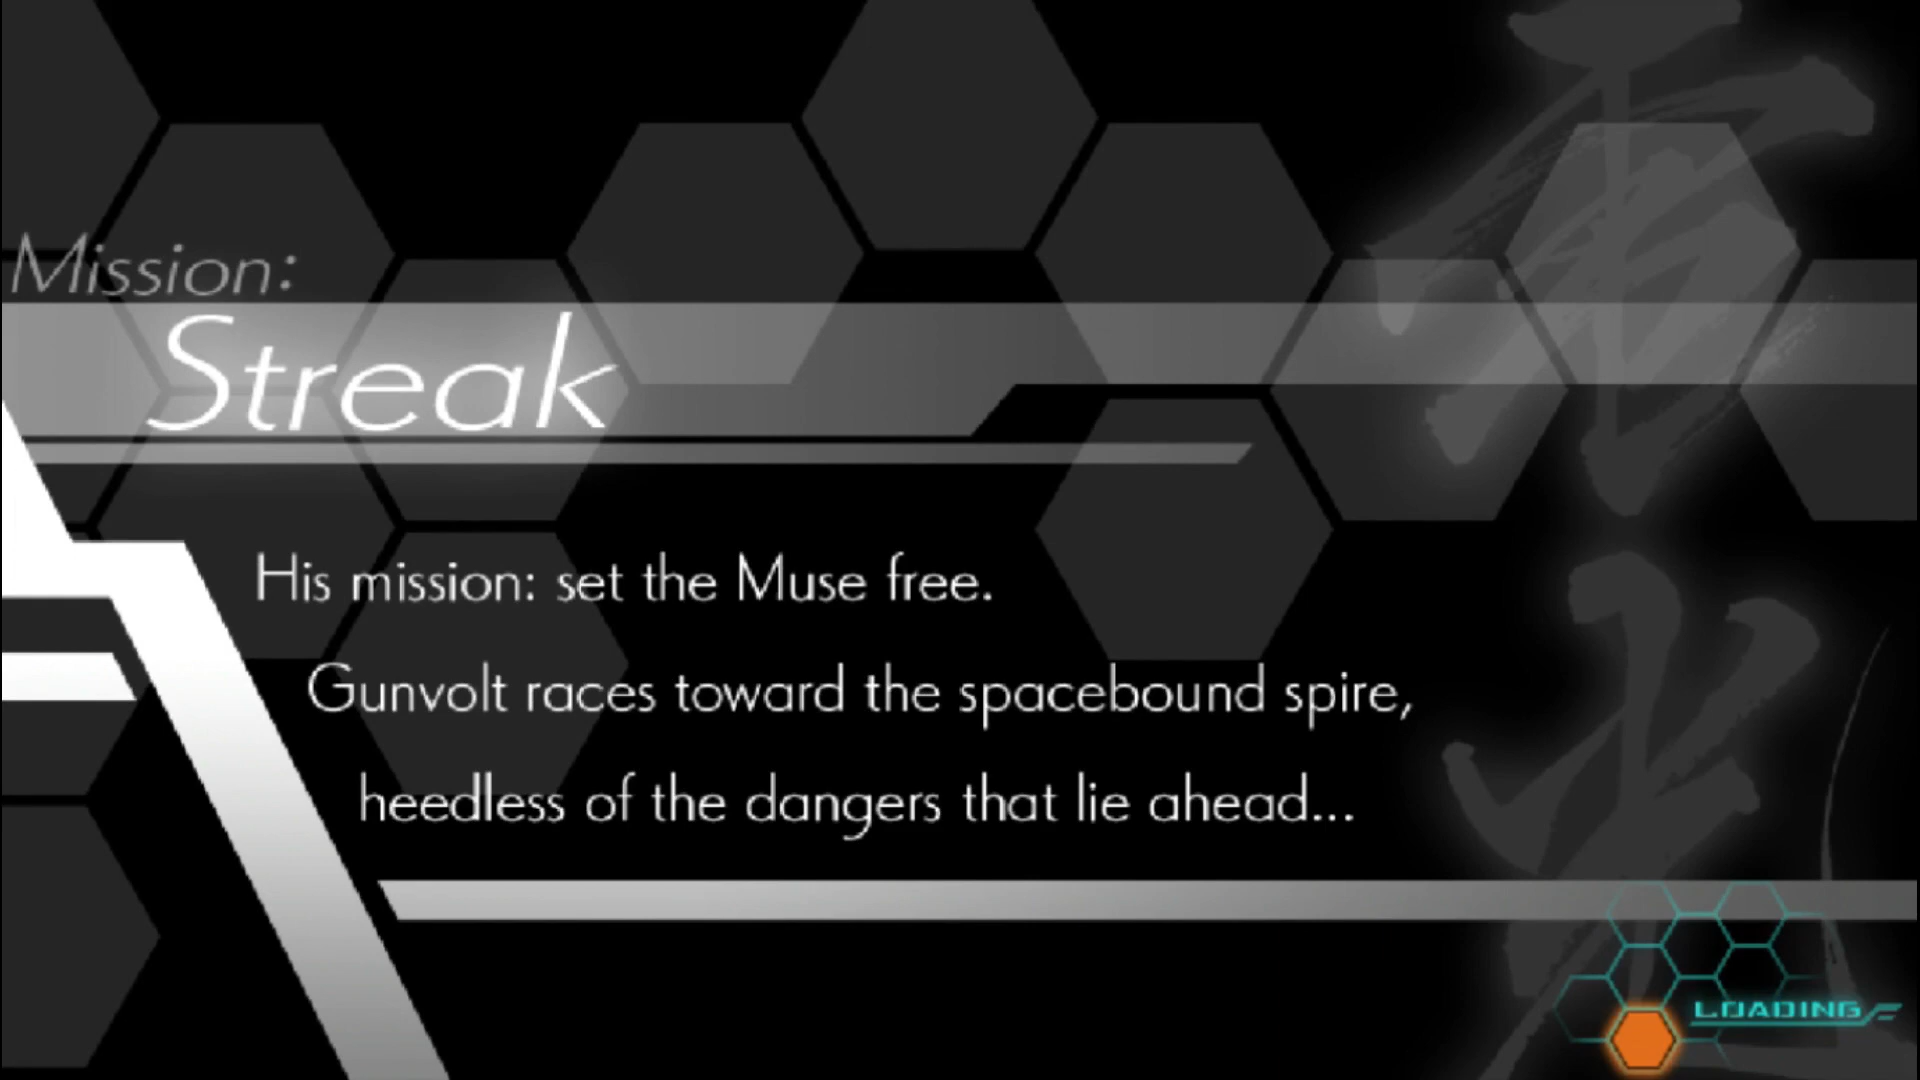 Mission:
Streak
His mission: set the Muse free.
Gunvolt races toward the spacebound spire,
heedless of the dangers that lie ahead...
LOADING